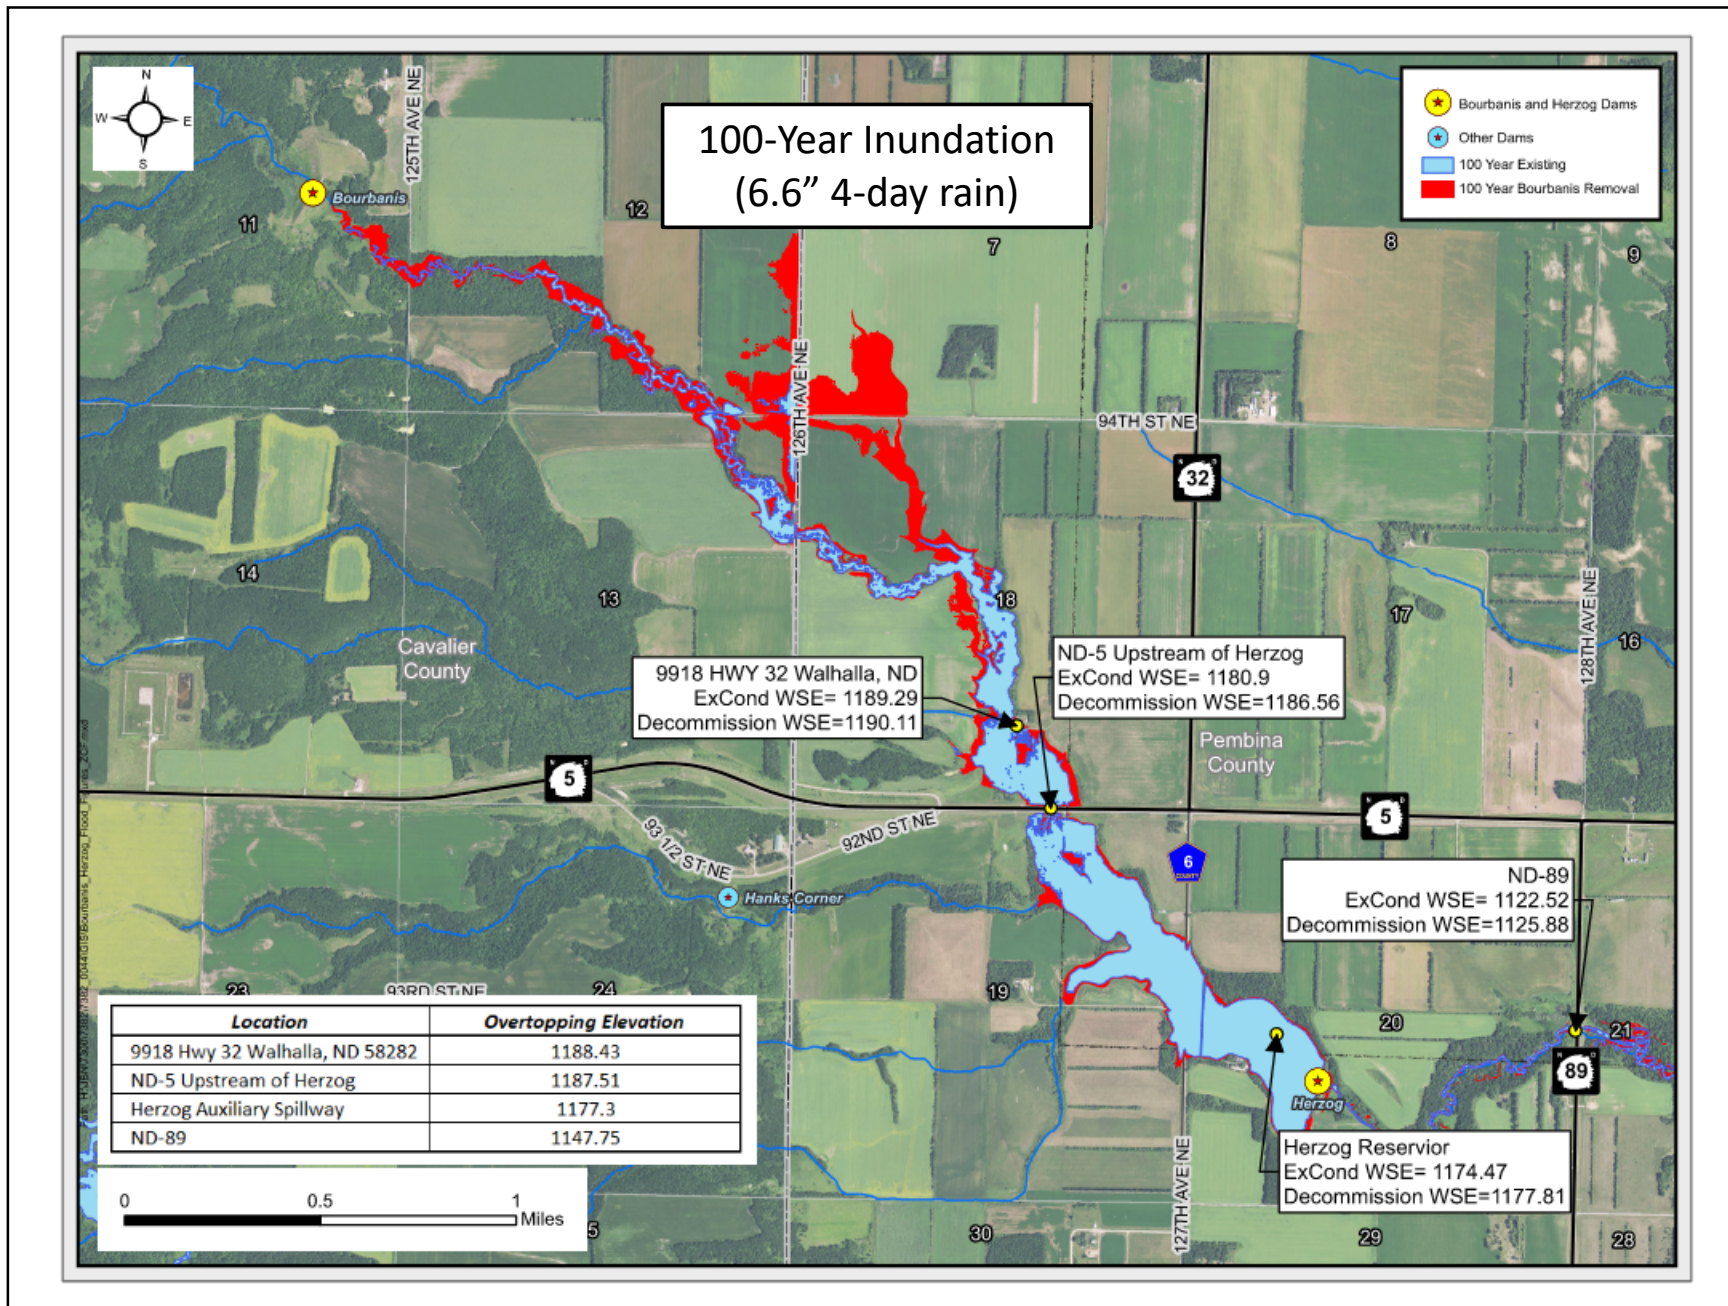 100-Year Inundation
(6.6” 4-day rain)
N
W
E
S
Bourbanis and Herzog Dams
Other Dams
100 Year Existing
100 Year Bourbanis Removal
125TH AVE NE
Bourbanis
11
12
7
8
9
126TH AVE NE
94TH ST NE
N D
32
14
13
18
17
16
128TH AVE NE
Cavalier
County
9918 HWY 32 Walhalla, ND
ExCond WSE= 1189.29
Decommission WSE=1190.11
ND-5 Upstream of Herzog
ExCond WSE= 1180.9
Decommission WSE=1186.56
Pembina
County
N D
5
N D
5
93 1/2 ST NE
92ND ST NE
6
COUNTY
Hanks Corner
ND-89
ExCond WSE= 1122.52
Decommission WSE=1125.88
23
93RD ST NE
24
19
20
21
N D
89
Herzog
Location Overtopping Elevation
9918 Hwy 32 Walhalla, ND 58282 1188.43
ND-5 Upstream of Herzog 1187.51
Herzog Auxiliary Spillway 1177.3
ND-89 1147.75
Herzog Reservior
ExCond WSE= 1174.47
Decommission WSE=1177.81
127TH AVE NE
0 0.5 1
Miles
5
30
29
28